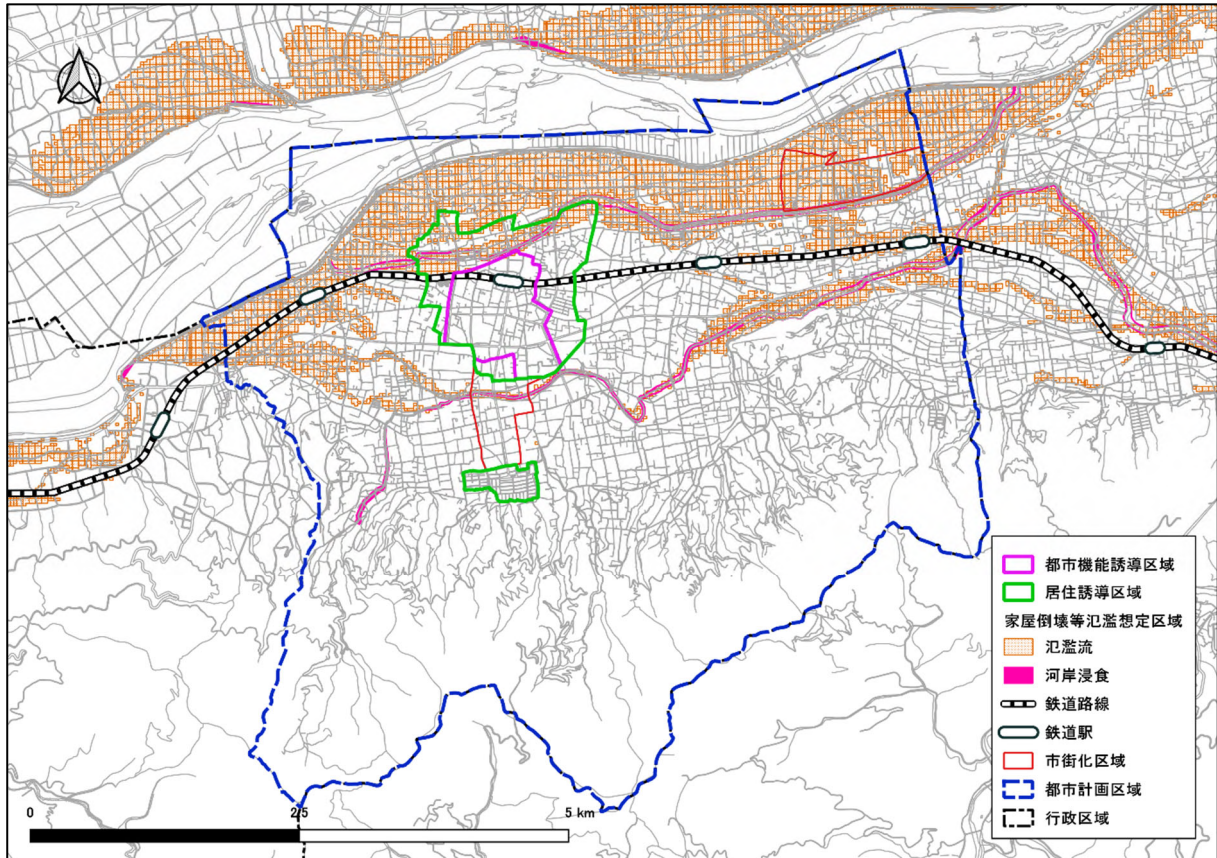 都市機能誘導区域
居住誘導区域
家屋倒壊等氾濫想定区域
氾濫流
河岸浸食
鉄道路線
鉄道駅
市街化区域
都市計画区域
行政区域
0 2.5 5 km